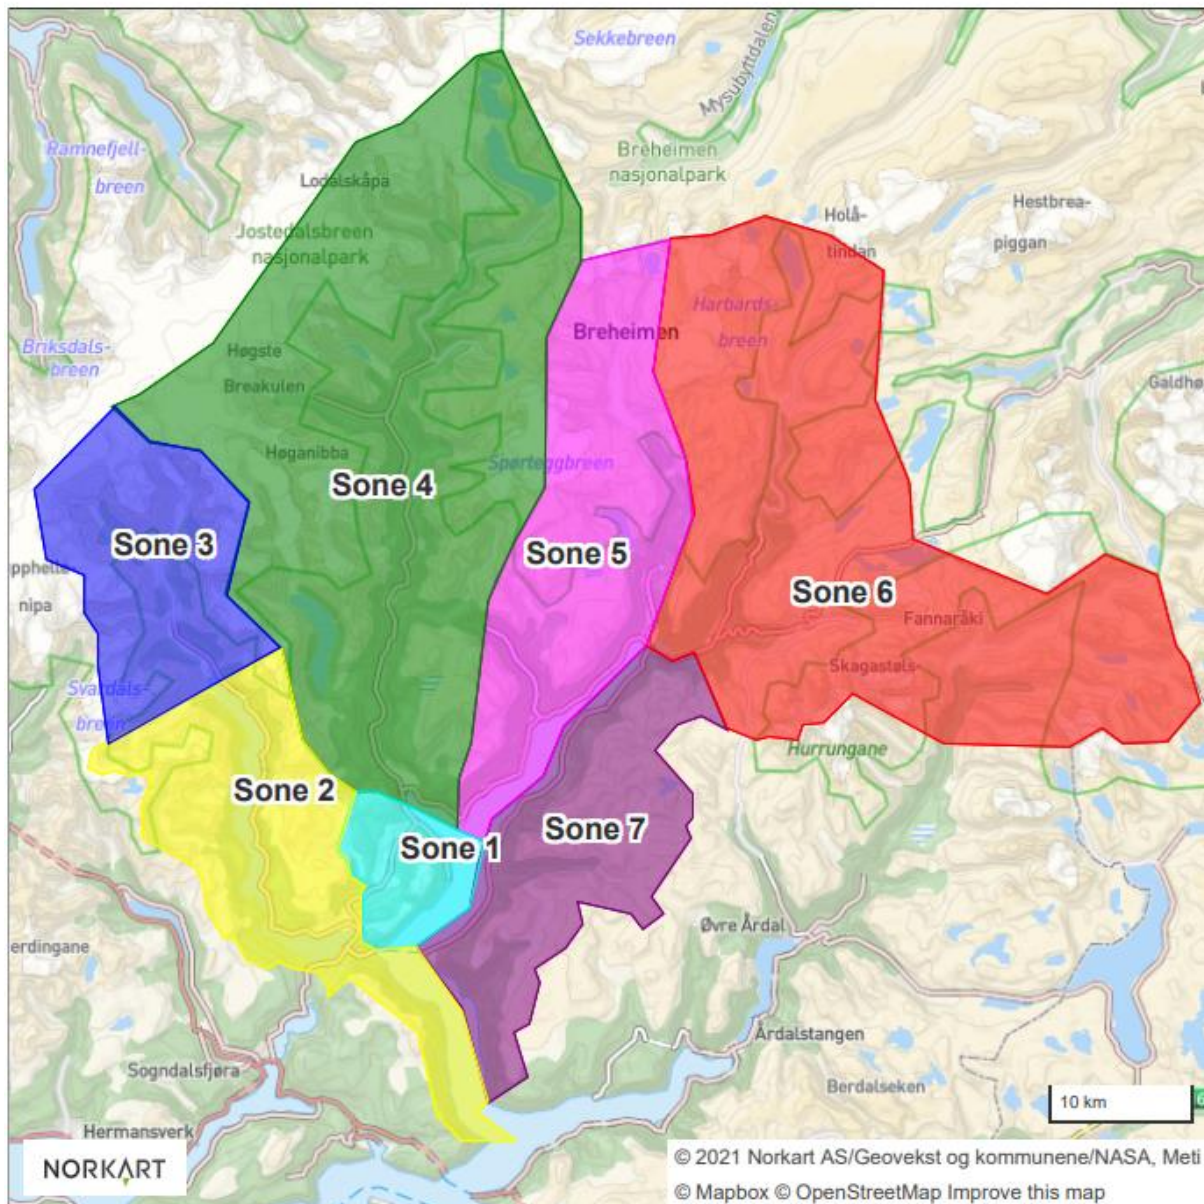 Sekkebreen
Mysubyttdalen
Ramnefjell-
breen
Breheimen
nasjonalpark
Lodalskåpa
Hestbrea-
piggan
Holå-
tindan
Jostedalsbreen
nasjonalpark
Harbards-
breen
Breheimen
Briksdals-
breen
Høgste
Breakulen
Galdhø
Høganibba
Spørteggbreen
Sone 4
Sone 3
Sone 5
Sone 6
pphelle
nipa
Fannaråki
Skagastøls-
Svardals-
breen
Hurrungane
Sone 2
Sone 7
Sone 1
Øvre Årdal
erdingane
Årdalstangen
Sogndalsfjøra
Berdalseken
10 km
Hermansverk
NORKART
© 2021 Norkart AS/Geovekst og kommunene/NASA, Meti
© Mapbox © OpenStreetMap Improve this map